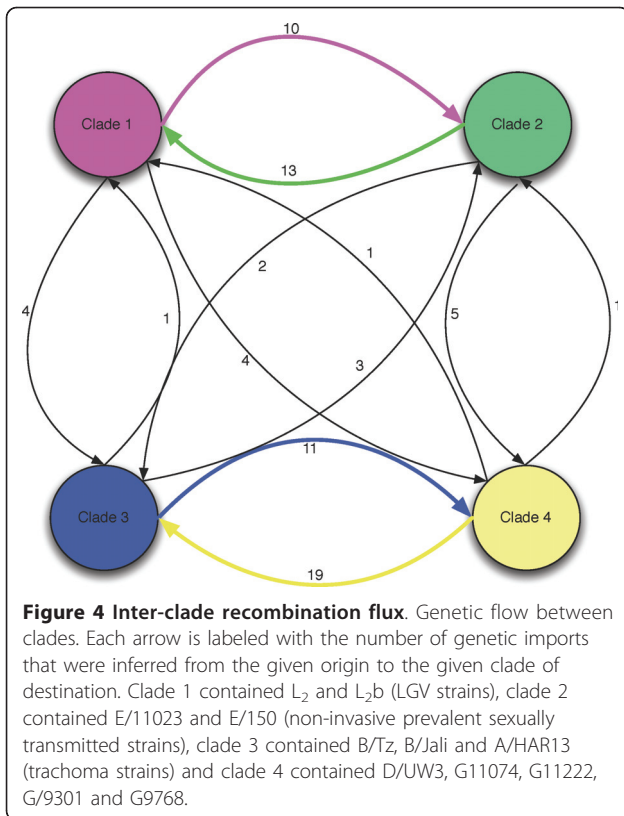 10
Clade 1
Clade 2
13
4
1
2
4
1
3
5
1
11
Clade 3
Clade 4
19
Figure 4 Inter-clade recombination flux. Genetic flow between
clades. Each arrow is labeled with the number of genetic imports
that were inferred from the given origin to the given clade of
destination. Clade 1 contained L₂ and L₂b (LGV strains), clade 2
contained E/11023 and E/150 (non-invasive prevalent sexually
transmitted strains), clade 3 contained B/Tz, B/Jali and A/HAR13
(trachoma strains) and clade 4 contained D/UW3, G11074, G11222,
G/9301 and G9768.